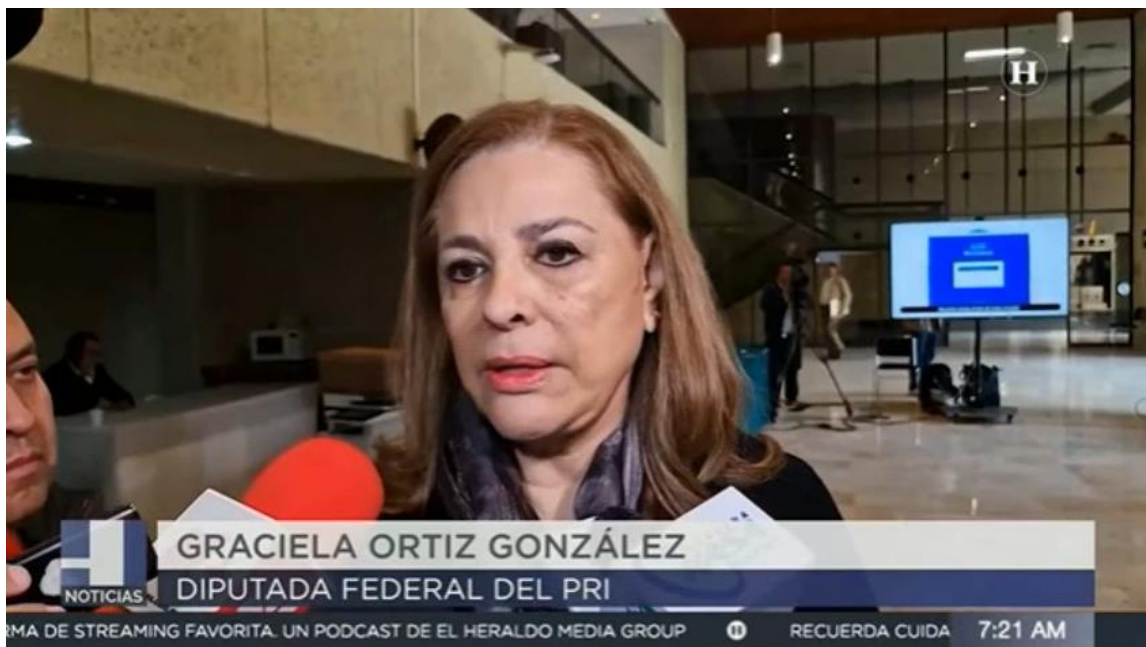 H
GRACIELA ORTIZ GONZÁLEZ
NOTICIAS
DIPUTADA FEDERAL DEL PRI
RMA DE STREAMING FAVORITA. UN PODCAST DE EL HERALDO MEDIA GROUP
RECUERDA CUIDA
7:21 AM